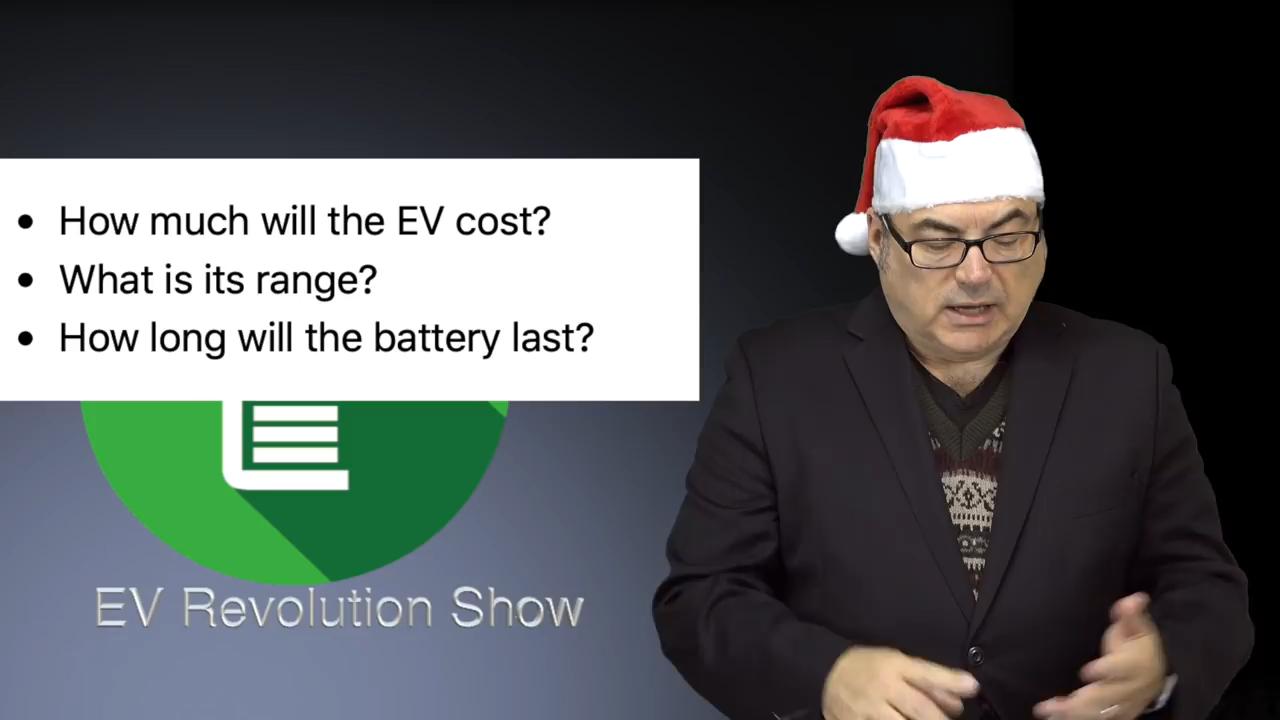 • How much will the EV cost?
• What is its range?
• How long will the battery last?
EV Revolution Show